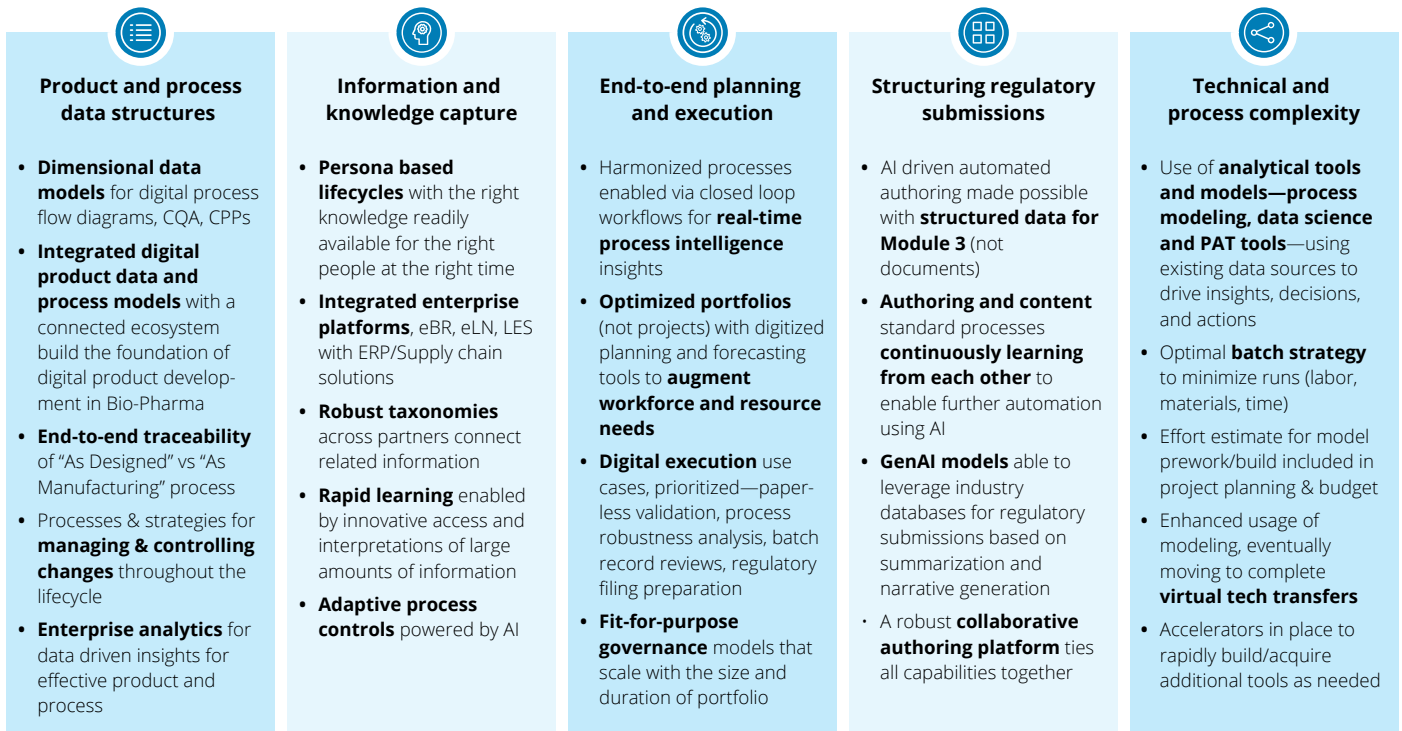 Product and process
data structures
• Dimensional data
models for digital process
flow diagrams, CQA, CPPs
• Integrated digital
product data and
process models with a
connected ecosystem
build the foundation of
digital product develop-
ment in Bio-Pharma
• End-to-end traceability
of “As Designed” vs “As
Manufacturing” process
• Processes & strategies for
managing & controlling
changes throughout the
lifecycle
• Enterprise analytics for
data driven insights for
effective product and
process
Information and
knowledge capture
• Persona based
lifecycles with the right
knowledge readily
available for the right
people at the right time
• Integrated enterprise
platforms, eBR, eLN, LES
with ERP/Supply chain
solutions
• Robust taxonomies
across partners connect
related information
• Rapid learning enabled
by innovative access and
interpretations of large
amounts of information
• Adaptive process
controls powered by AI
End-to-end planning
and execution
• Harmonized processes
enabled via closed loop
workflows for real-time
process intelligence
insights
• Optimized portfolios
(not projects) with digitized
planning and forecasting
tools to augment
workforce and resource
needs
• Digital execution use
cases, prioritized—paper-
less validation, process
robustness analysis, batch
record reviews, regulatory
filing preparation
• Fit-for-purpose
governance models that
scale with the size and
duration of portfolio
Structuring regulatory
submissions
• AI driven automated
authoring made possible
with structured data for
Module 3 (not
documents)
• Authoring and content
standard processes
continuously learning
from each other to
enable further automation
using AI
• GenAI models able to
leverage industry
databases for regulatory
submissions based on
summarization and
narrative generation
· A robust collaborative
authoring platform ties
all capabilities together
Technical and
process complexity
• Use of analytical tools
and models—process
modeling, data science
and PAT tools—using
existing data sources to
drive insights, decisions,
and actions
• Optimal batch strategy
to minimize runs (labor,
materials, time)
• Effort estimate for model
prework/build included in
project planning & budget
• Enhanced usage of
modeling, eventually
moving to complete
virtual tech transfers
• Accelerators in place to
rapidly build/acquire
additional tools as needed